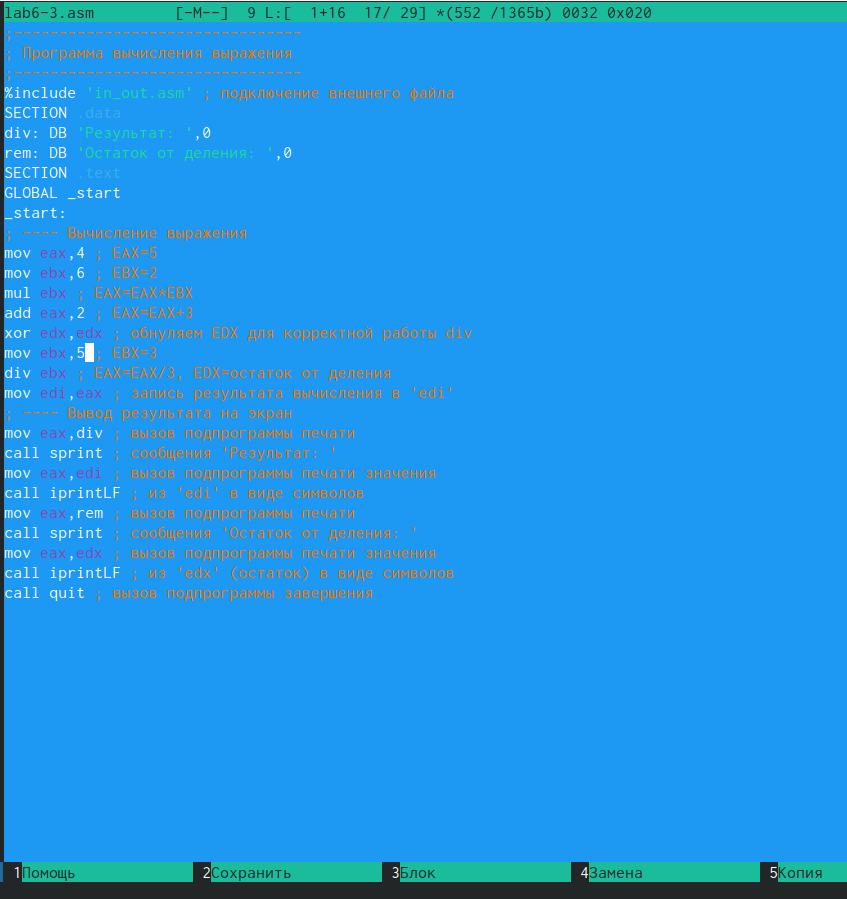 lab6-3.asm [-M--] 9 L:[ 1+16 17/ 29] *(552 /1365b) 0032 0x020
;--------------------------------
; Программа вычисления выражения
;--------------------------------
%include 'in_out.asm' ; подключение внешнего файла
SECTION .data
div: DB 'Результат: ',0
rem: DB 'Остаток от деления: ',0
SECTION .text
GLOBAL _start
_start:
; ---- Вычисление выражения
mov eax,4 ; EAX=5
mov ebx,6 ; EBX=2
mul ebx ; EAX=EAX*EBX
add eax,2 ; EAX=EAX+3
xor edx,edx ; обнуляем EDX для корректной работы div
mov ebx,5 ; EBX=3
div ebx ; EAX=EAX/3, EDX=остаток от деления
mov edi,eax ; запись результата вычисления в 'edi'
; ---- Вывод результата на экран
mov eax,div ; вызов подпрограммы печати
call sprint ; сообщения 'Результат: '
mov eax,edi ; вызов подпрограммы печати значения
call iprintLF ; из 'edi' в виде символов
mov eax,rem ; вызов подпрограммы печати
call sprint ; сообщения 'Остаток от деления: '
mov eax,edx ; вызов подпрограммы печати значения
call iprintLF ; из 'edx' (остаток) в виде символов
call quit ; вызов подпрограммы завершения
1Помощь 2Сохранить 3Блок 4Замена 5Копия